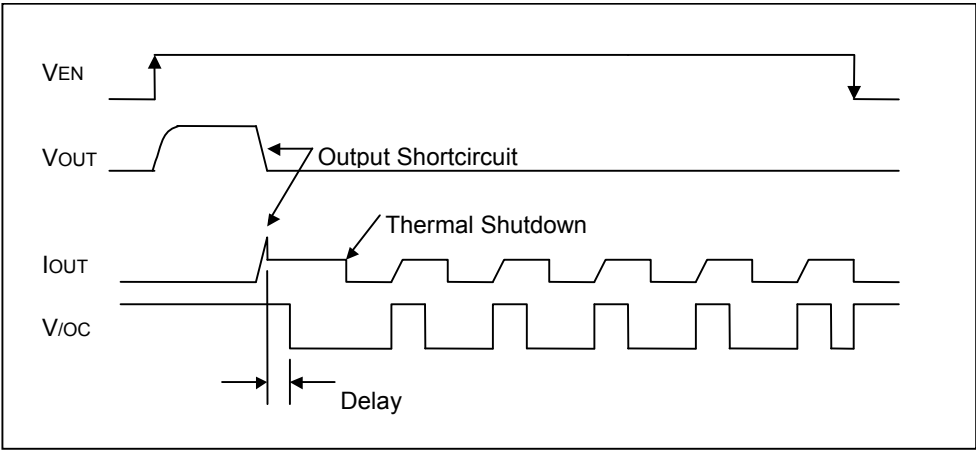 VEN
VOUT
Output Shortcircuit
Thermal Shutdown
IOUT
V/OC
Delay